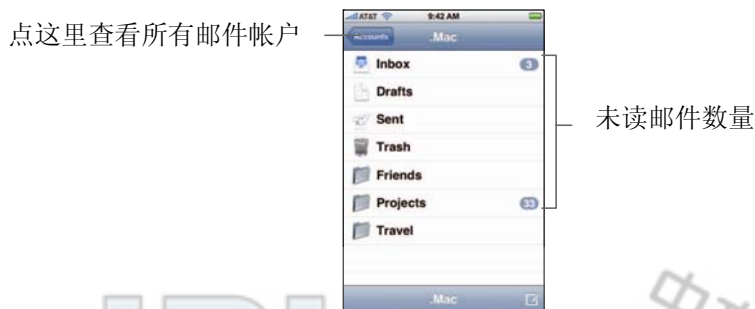 点这里查看所有邮件帐户
AT&T 9:42 AM
Accounts .Mac
Inbox 3
Drafts
Sent
Trash
Friends
Projects 33
Travel
未读邮件数量
.Mac